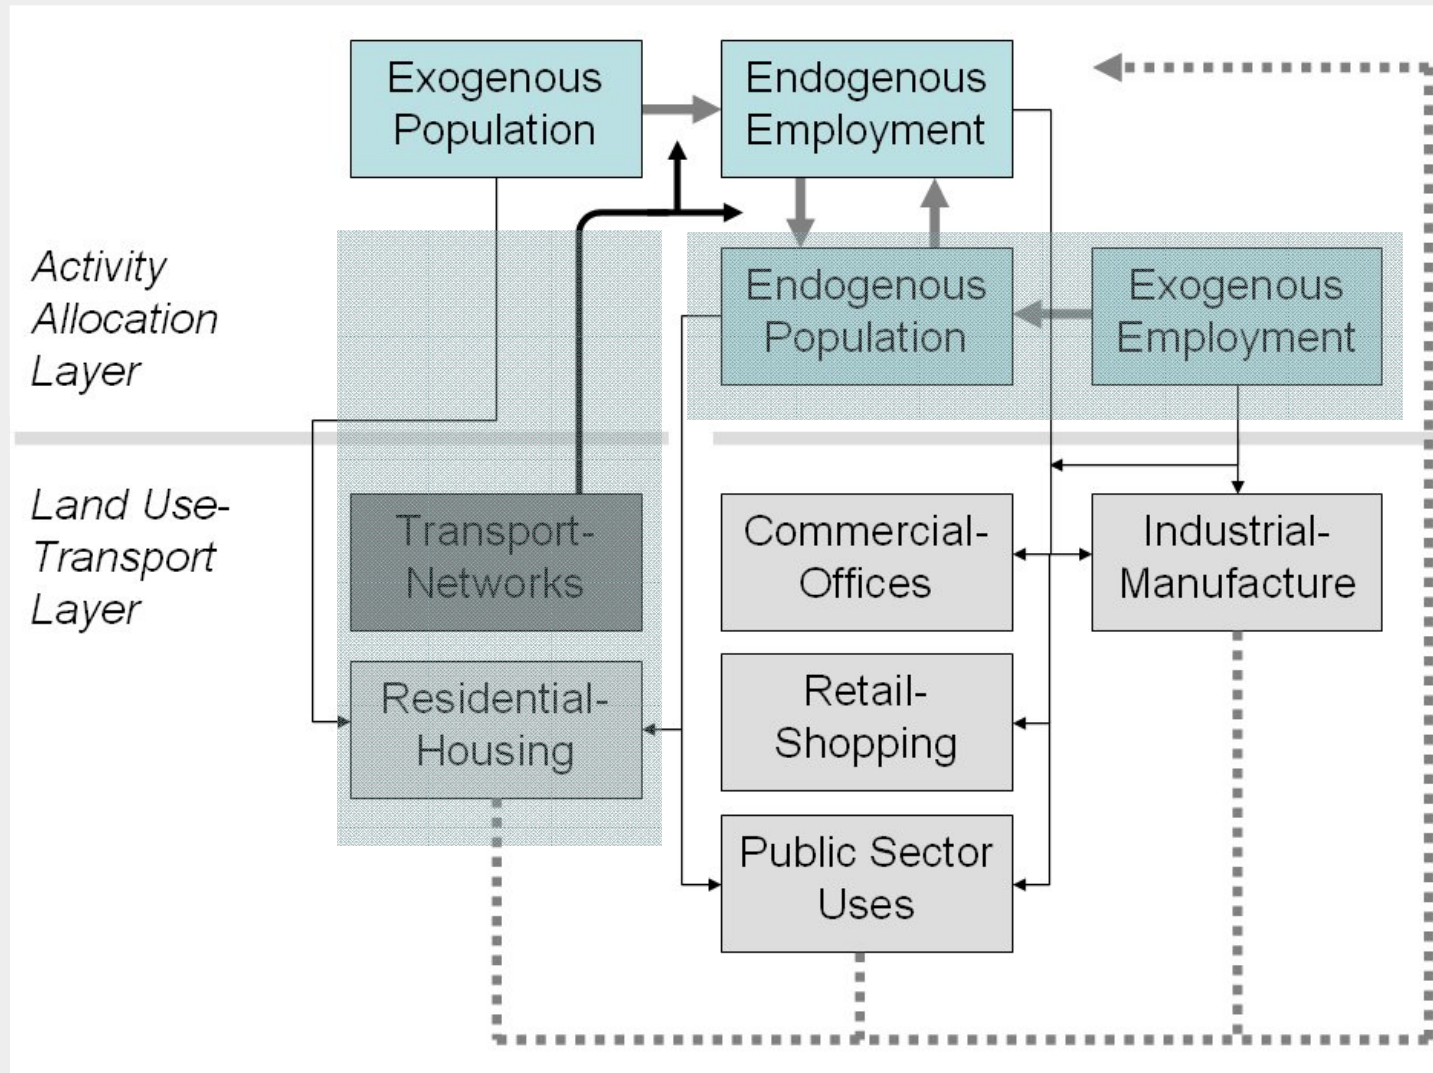 Exogenous
Population
Endogenous
Employment
Activity
Allocation
Layer
Endogenous
Population
Exogenous
Employment
Land Use-
Transport
Layer
Transport-
Networks
Commercial-
Offices
Industrial-
Manufacture
Residential-
Housing
Retail-
Shopping
Public Sector
Uses